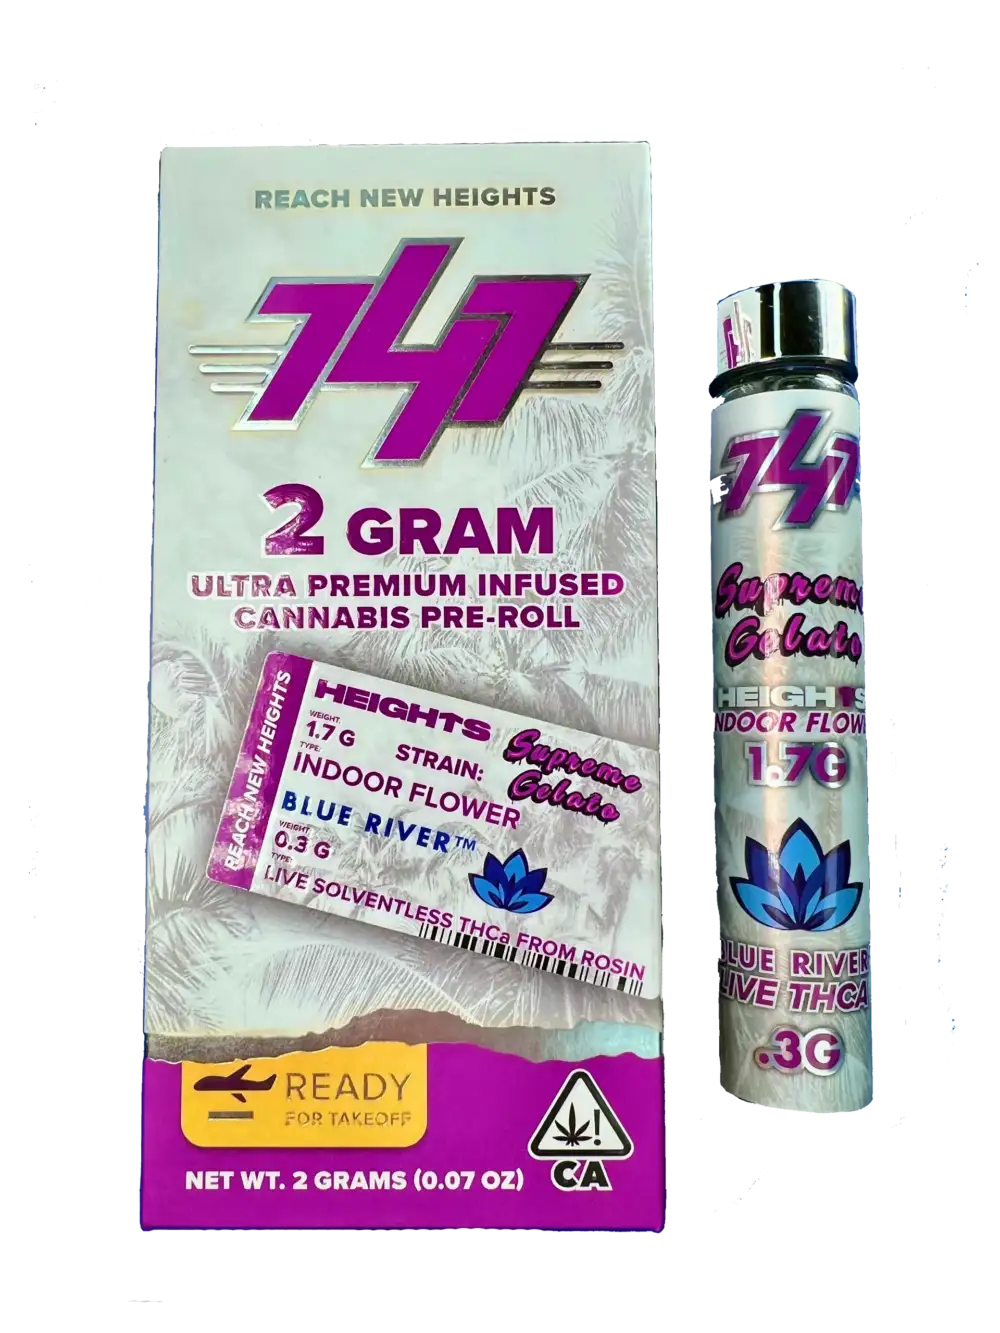 REACH NEW HEIGHTS
747
2 GRAM
ULTRA PREMIUM INFUSED
CANNABIS PRE-ROLL
REACH NEW HEIGHTS
HEIGHTS
WEIGHT:
1.7 G
STRAIN:
Supreme
Gelato
TYPE:
INDOOR FLOWER
BLUE RIVER™
WEIGHT:
0.3 G
TYPE:
LIVE SOLVENTLESS THCa FROM ROSIN
READY
FOR TAKEOFF
NET WT. 2 GRAMS (0.07 OZ)
!
CA
747
Supreme
Gelato
HEIGHTS
INDOOR FLOW
1.7G
BLUE RIVER
LIVE THCA
.3G